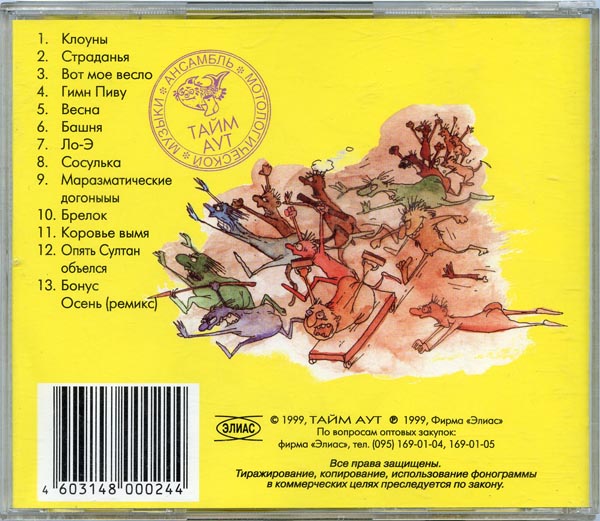 1. Клоуны
2. Страданья
3. Вот мое весло
4. Гимн Пиву
5. Весна
6. Башня
7. Ло-Э
8. Сосулька
9. Маразматические
догоныыы
10. Брелок
11. Коровье вымя
12. Опять Султан
объелся
13. Бонус
Осень (ремикс)
АНСАМБЛЬ МОТОЛОГИЧЕСКОЙ МУЗЫКИ
ТАЙМ
АУТ
ЭЛИАС
© 1999, ТАЙМ АУТ ℗ 1999, Фирма «Элиас»
По вопросам оптовых закупок:
фирма «Элиас», тел. (095) 169-01-04, 169-01-05
Все права защищены.
Тиражирование, копирование, использование фонограммы
в коммерческих целях преследуется по закону.
4 603148 000244